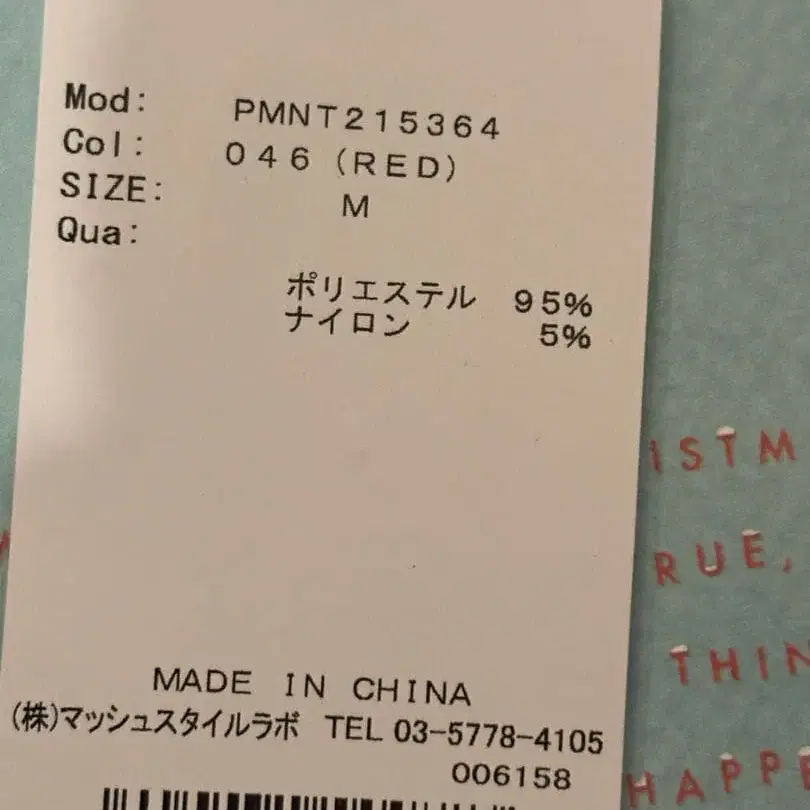 Mod: PMNT215364
Col: 046 (RED)
SIZE: M
Qua:
ポリエステル 95%
ナイロン 5%
MADE IN CHINA
(株)マッシュスタイルラボ TEL 03-5778-4105
006158
ISTM
RUE,
THIN
HAPPE